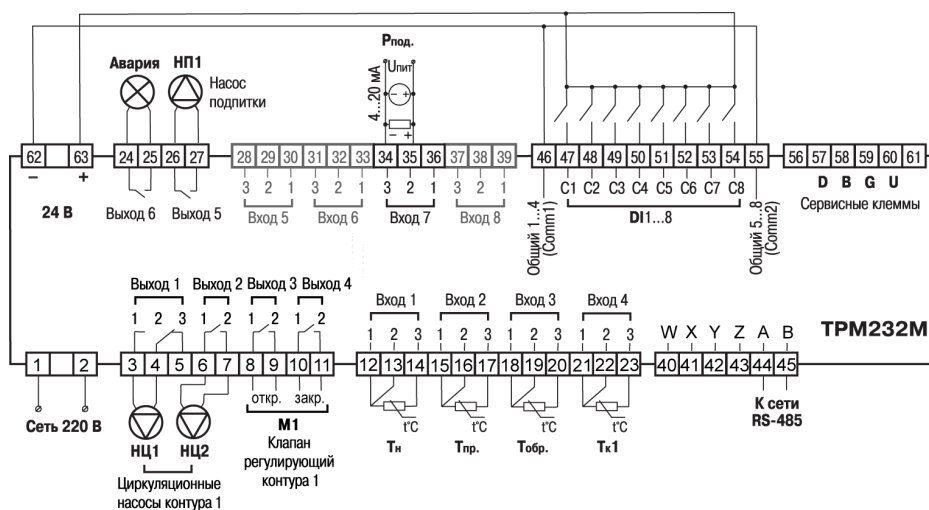 Pпод.
Uпит
4...20 мА
– +
– +
Авария
НП1
Насос
подпитки
62 63 24 25 26 27 28 29 30 31 32 33 34 35 36 37 38 39 46 47 48 49 50 51 52 53 54 55 56 57 58 59 60 61
– +
24 В
Выход 6
Выход 5
3 2 1 3 2 1 3 2 1 3 2 1
Вход 5
Вход 6
Вход 7
Вход 8
C1 C2 C3 C4 C5 C6 C7 C8
DI1...8
Общий 1...4
(Comm1)
Общий 5...8
(Comm2)
D B G U
Сервисные клеммы
Выход 1
Выход 2
Выход 3
Выход 4
1 2 3 1 2 1 2 1 2
Вход 1
Вход 2
Вход 3
Вход 4
1 2 3 1 2 3 1 2 3 1 2 3
W X Y Z A B
ТРМ232М
1 2 3 4 5 6 7 8 9 10 11 12 13 14 15 16 17 18 19 20 21 22 23 40 41 42 43 44 45
Сеть 220 В
НЦ1
НЦ2
Циркуляционные
насосы контура 1
откр.
закр.
М1
Клапан
регулирующий
контура 1
t°C
t°C
t°C
t°C
Тн
Тпр.
Тобр.
Тк1
К сети
RS-485